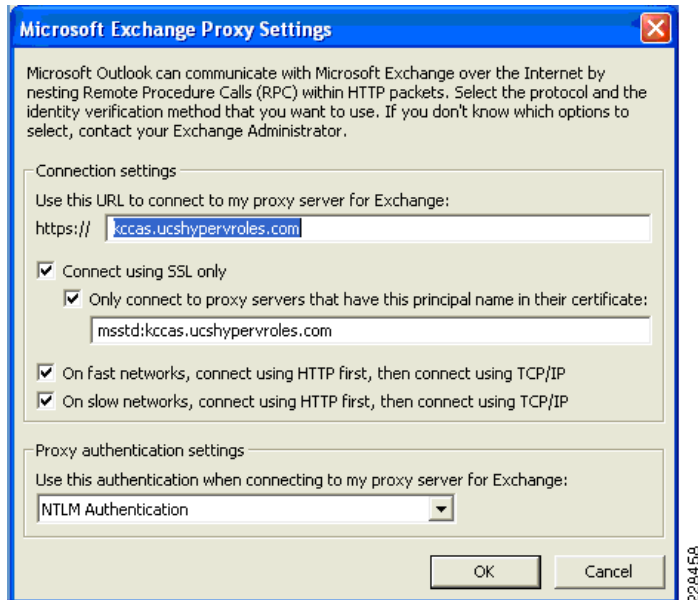 Microsoft Exchange Proxy Settings
Microsoft Outlook can communicate with Microsoft Exchange over the Internet by
nesting Remote Procedure Calls (RPC) within HTTP packets. Select the protocol and the
identity verification method that you want to use. If you don't know which options to
select, contact your Exchange Administrator.
Connection settings
Use this URL to connect to my proxy server for Exchange:
https:// kccas.ucshypervroles.com
Connect using SSL only
Only connect to proxy servers that have this principal name in their certificate:
msstd:kccas.ucshypervroles.com
On fast networks, connect using HTTP first, then connect using TCP/IP
On slow networks, connect using HTTP first, then connect using TCP/IP
Proxy authentication settings
Use this authentication when connecting to my proxy server for Exchange:
NTLM Authentication
OK Cancel